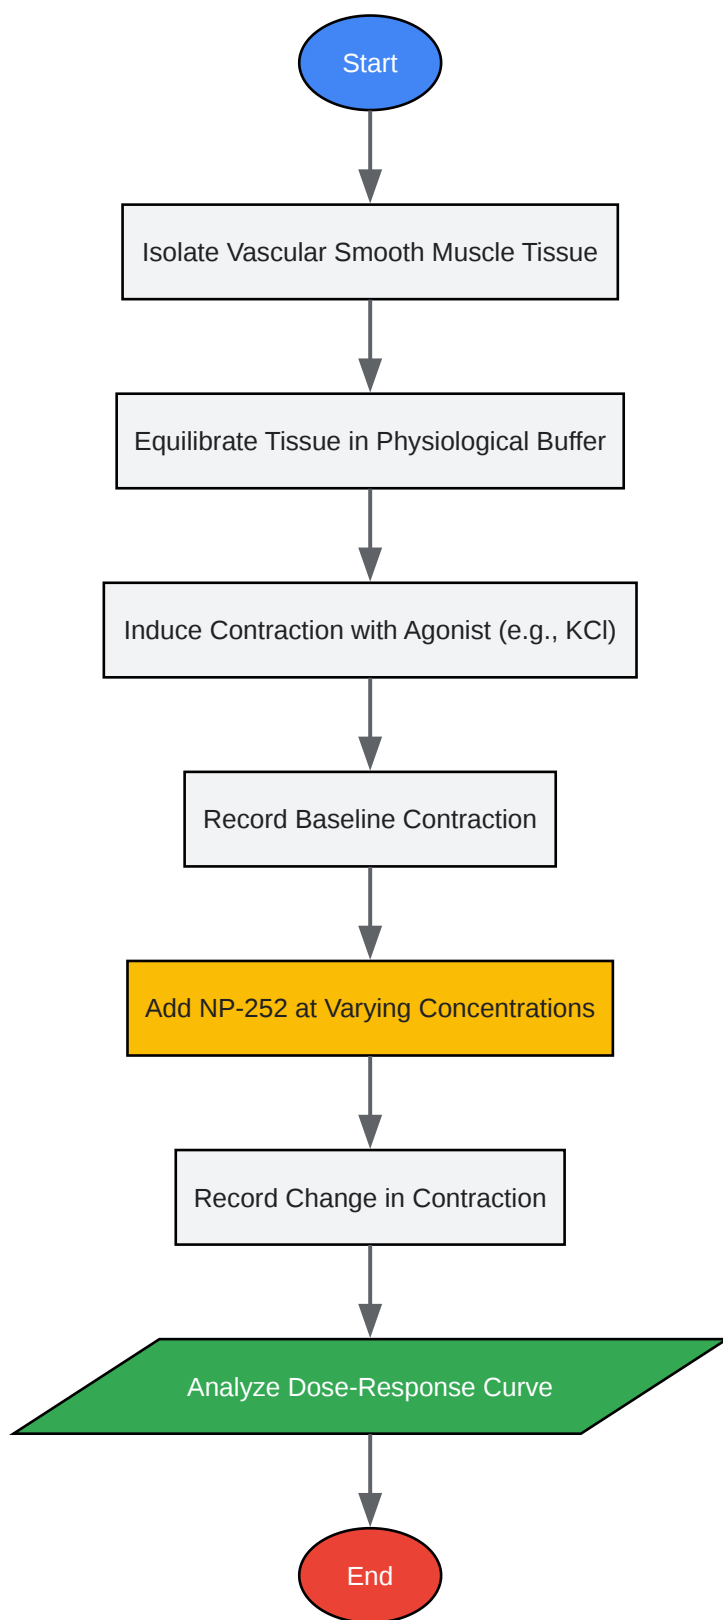 Start
Isolate Vascular Smooth Muscle Tissue
Equilibrate Tissue in Physiological Buffer
Induce Contraction with Agonist (e.g., KCl)
Record Baseline Contraction
Add NP-252 at Varying Concentrations
Record Change in Contraction
Analyze Dose-Response Curve
End